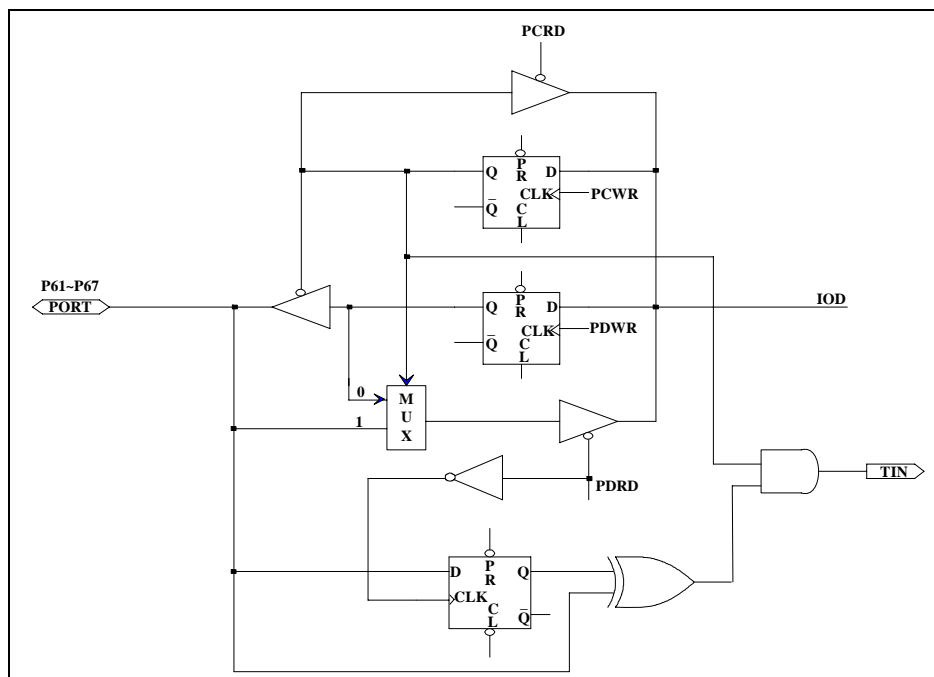 PCRD
Q
P
R
D
CLK
PCWR
Q̅
C
L
P61~P67
PORT
Q
P
R
D
IOD
CLK
PDWR
Q̅
C
L
0
M
U
X
1
PDRD
TIN
D
P
R
Q
CLK
C
L
Q̅